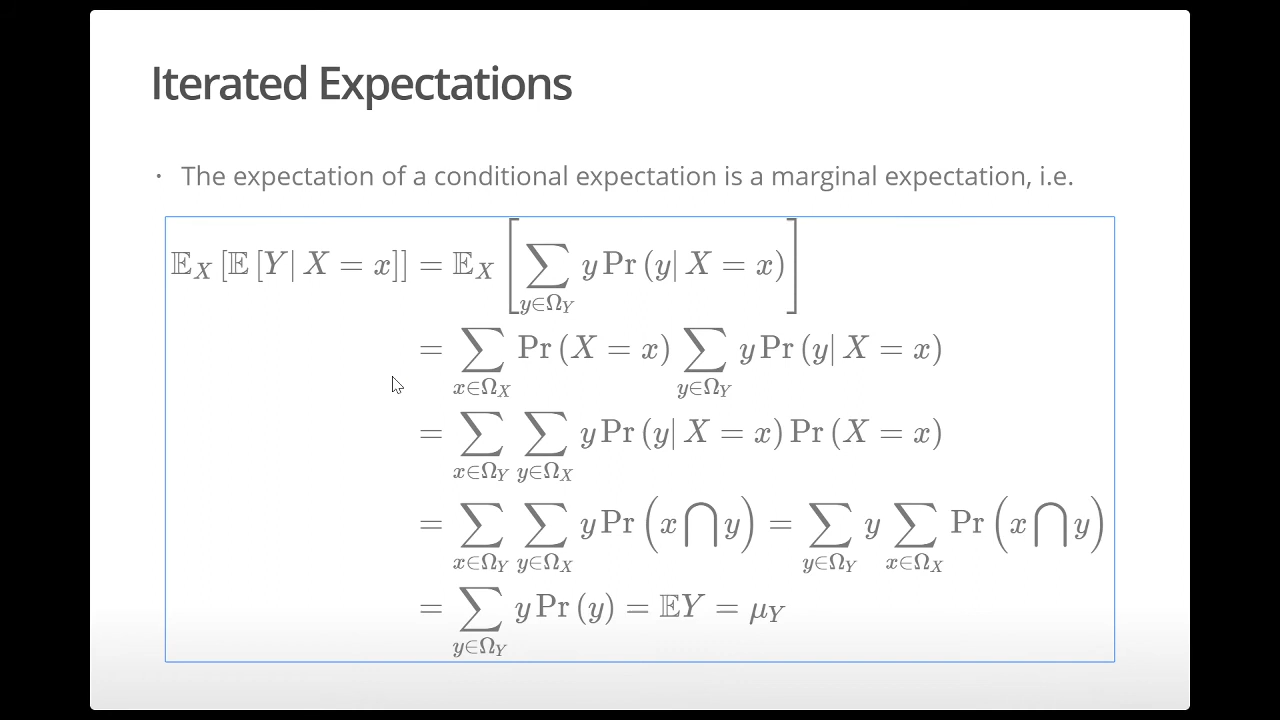 Iterated Expectations
· The expectation of a conditional expectation is a marginal expectation, i.e.
𝔼_X [𝔼 [Y| X = x]] = 𝔼_X [∑_{y∈Ω_Y} y Pr (y| X = x)]
= ∑_{x∈Ω_X} Pr (X = x) ∑_{y∈Ω_Y} y Pr (y| X = x)
= ∑_{x∈Ω_Y} ∑_{y∈Ω_X} y Pr (y| X = x) Pr (X = x)
= ∑_{x∈Ω_Y} ∑_{y∈Ω_X} y Pr (x ⋂ y) = ∑_{y∈Ω_Y} y ∑_{x∈Ω_X} Pr (x ⋂ y)
= ∑_{y∈Ω_Y} y Pr (y) = 𝔼Y = μ_Y